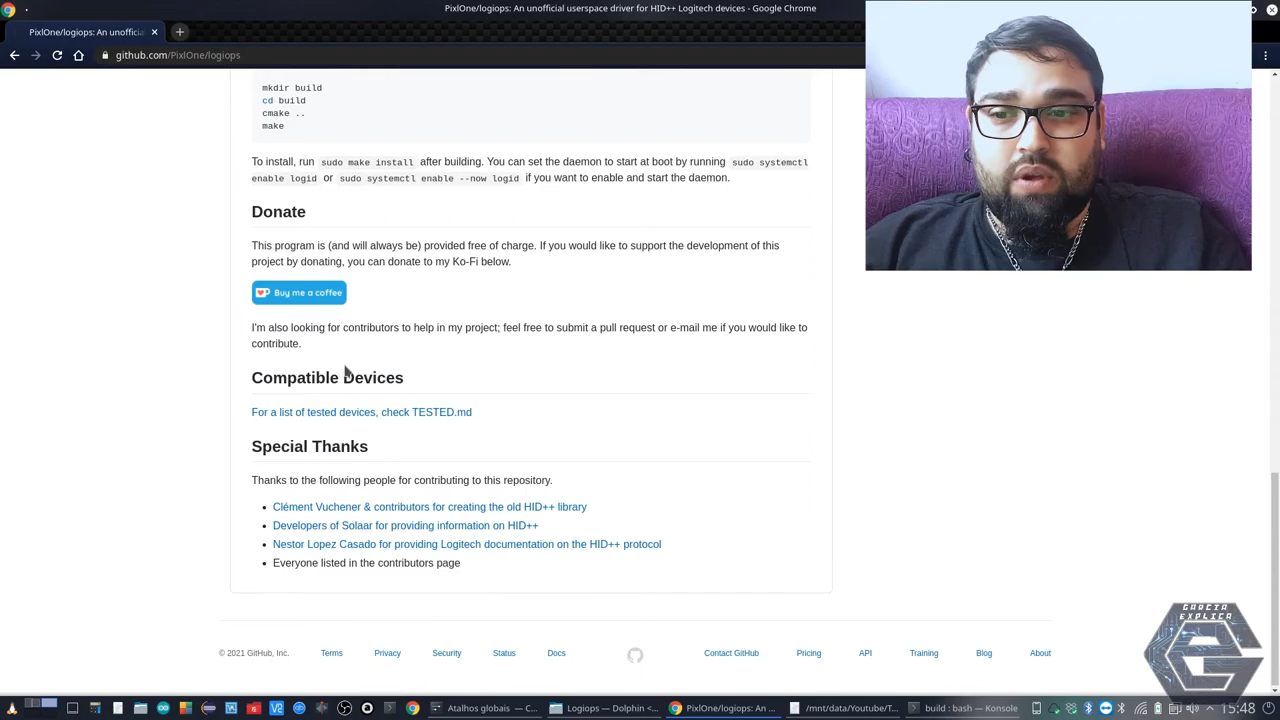 PixlOne/logiops: An unofficial userspace driver for HID++ Logitech devices - Google Chrome
PixlOne/logiops: An unofficia
github.com/PixlOne/logiops
mkdir build
cd build
cmake ..
make
To install, run sudo make install after building. You can set the daemon to start at boot by running sudo systemctl
enable logid or sudo systemctl enable --now logid if you want to enable and start the daemon.
Donate
This program is (and will always be) provided free of charge. If you would like to support the development of this
project by donating, you can donate to my Ko-Fi below.
Buy me a coffee
I'm also looking for contributors to help in my project; feel free to submit a pull request or e-mail me if you would like to
contribute.
Compatible Devices
For a list of tested devices, check TESTED.md
Special Thanks
Thanks to the following people for contributing to this repository.
Clément Vuchener & contributors for creating the old HID++ library
Developers of Solaar for providing information on HID++
Nestor Lopez Casado for providing Logitech documentation on the HID++ protocol
Everyone listed in the contributors page
GARCIA
EXPLICA
© 2021 GitHub, Inc. Terms Privacy Security Status Docs Contact GitHub Pricing API Training Blog About
Atalhos globais — C... Logiops — Dolphin <... PixlOne/logiops: An u... /mnt/data/Youtube/T... build : bash — Konsole 15:48